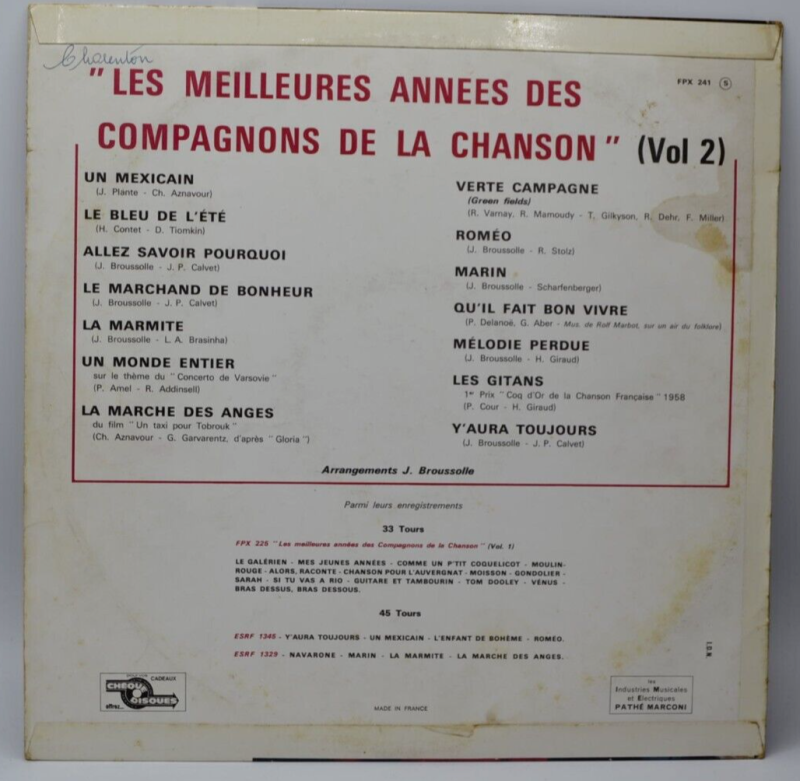 Charenton
"LES MEILLEURES ANNEES DES
COMPAGNONS DE LA CHANSON" (Vol 2)
FPX 241 S
UN MEXICAIN
(J. Plante - Ch. Aznavour)
LE BLEU DE L'ÉTÉ
(H. Contet - D. Tiomkin)
ALLEZ SAVOIR POURQUOI
(J. Broussolle - J. P. Calvet)
LE MARCHAND DE BONHEUR
(J. Broussolle - J. P. Calvet)
LA MARMITE
(J. Broussolle - L. A. Brasinha)
UN MONDE ENTIER
sur le thème du "Concerto de Varsovie"
(P. Amel - R. Addinsell)
LA MARCHE DES ANGES
du film "Un taxi pour Tobrouk"
(Ch. Aznavour - G. Garvarentz, d'après "Gloria")
VERTE CAMPAGNE
(Green fields)
(R. Varnay, R. Mamoudy - T. Gilkyson, R. Dehr, F. Miller)
ROMÉO
(J. Broussolle - R. Stolz)
MARIN
(J. Broussolle - Scharfenberger)
QU'IL FAIT BON VIVRE
(P. Delanoë, G. Aber - Mus. de Rolf Marbot, sur un air du folklore)
MÉLODIE PERDUE
(J. Broussolle - H. Giraud)
LES GITANS
1er Prix "Coq d'Or de la Chanson Française" 1958
(P. Cour - H. Giraud)
Y'AURA TOUJOURS
(J. Broussolle - J. P. Calvet)
Arrangements J. Broussolle
Parmi leurs enregistrements
33 Tours
FPX 225 "Les meilleures années des Compagnons de la Chanson" (Vol. 1)
LE GALÉRIEN - MES JEUNES ANNÉES - COMME UN P'TIT COQUELICOT - MOULIN-
ROUGE - ALORS, RACONTE - CHANSON POUR L'AUVERGNAT - MOISSON - GONDOLIER -
SARAH - SI TU VAS A RIO - GUITARE ET TAMBOURIN - TOM DOOLEY - VÉNUS -
BRAS DESSUS, BRAS DESSOUS.
45 Tours
ESRF 1345 - Y'AURA TOUJOURS - UN MEXICAIN - L'ENFANT DE BOHÈME - ROMÉO.
ESRF 1329 - NAVARONE - MARIN - LA MARMITE - LA MARCHE DES ANGES.
CADEAUX
CHÈQUE
DISQUES
offrez...
MADE IN FRANCE
les
Industries Musicales
et Electriques
PATHÉ MARCONI